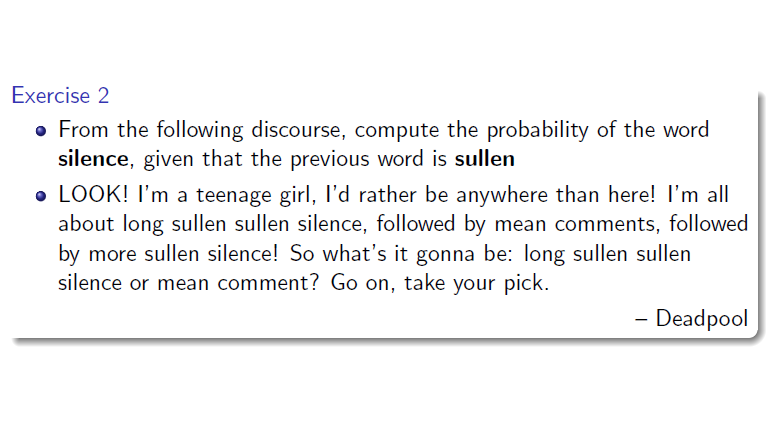 Exercise 2
From the following discourse, compute the probability of the word
silence, given that the previous word is sullen
LOOK! I'm a teenage girl, I'd rather be anywhere than here! I'm all
about long sullen sullen silence, followed by mean comments, followed
by more sullen silence! So what's it gonna be: long sullen sullen
silence or mean comment? Go on, take your pick.
– Deadpool